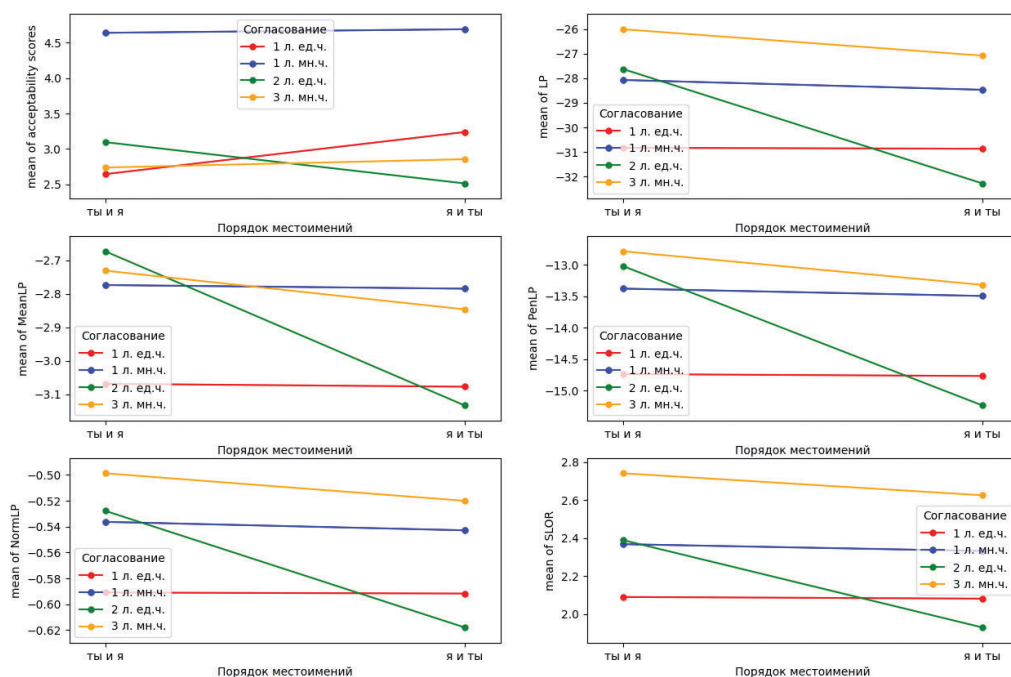 mean of acceptability scores
4.5
4.0
3.5
3.0
2.5
Согласование
1 л. ед.ч.
1 л. мн.ч.
2 л. ед.ч.
3 л. мн.ч.
ты и я
я и ты
Порядок местоимений
mean of LP
−26
−27
−28
−29
−30
−31
−32
Согласование
1 л. ед.ч.
1 л. мн.ч.
2 л. ед.ч.
3 л. мн.ч.
ты и я
я и ты
Порядок местоимений
mean of MeanLP
−2.7
−2.8
−2.9
−3.0
−3.1
Согласование
1 л. ед.ч.
1 л. мн.ч.
2 л. ед.ч.
3 л. мн.ч.
ты и я
я и ты
Порядок местоимений
mean of PenLP
−13.0
−13.5
−14.0
−14.5
−15.0
Согласование
1 л. ед.ч.
1 л. мн.ч.
2 л. ед.ч.
3 л. мн.ч.
ты и я
я и ты
Порядок местоимений
mean of NormLP
−0.50
−0.52
−0.54
−0.56
−0.58
−0.60
−0.62
Согласование
1 л. ед.ч.
1 л. мн.ч.
2 л. ед.ч.
3 л. мн.ч.
ты и я
я и ты
Порядок местоимений
mean of SLOR
2.8
2.6
2.4
2.2
2.0
Согласование
1 л. ед.ч.
1 л. мн.ч.
2 л. ед.ч.
3 л. мн.ч.
ты и я
я и ты
Порядок местоимений